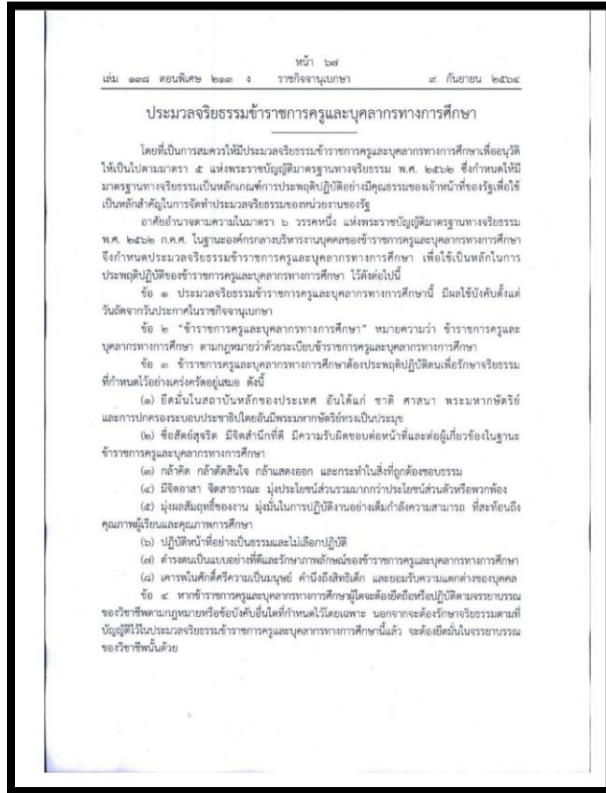 หน้า ๖๗
เล่ม ๑๓๘ ตอนพิเศษ ๒๑๓ ง ราชกิจจานุเบกษา ๙ กันยายน ๒๕๖๔
ประมวลจริยธรรมข้าราชการครูและบุคลากรทางการศึกษา
โดยที่เป็นการสมควรให้มีประมวลจริยธรรมข้าราชการครูและบุคลากรทางการศึกษาเพื่ออนุวัติ
ให้เป็นไปตามมาตรา ๕ แห่งพระราชบัญญัติมาตรฐานทางจริยธรรม พ.ศ. ๒๕๖๒ ซึ่งกำหนดให้มี
มาตรฐานทางจริยธรรมเป็นหลักเกณฑ์การประพฤติปฏิบัติอย่างมีคุณธรรมของเจ้าหน้าที่ของรัฐเพื่อใช้
เป็นหลักสำคัญในการจัดทำประมวลจริยธรรมของหน่วยงานของรัฐ
อาศัยอำนาจตามความในมาตรา ๖ วรรคหนึ่ง แห่งพระราชบัญญัติมาตรฐานทางจริยธรรม
พ.ศ. ๒๕๖๒ ก.ค.ศ. ในฐานะองค์กรกลางบริหารงานบุคคลของข้าราชการครูและบุคลากรทางการศึกษา
จึงกำหนดประมวลจริยธรรมข้าราชการครูและบุคลากรทางการศึกษา เพื่อใช้เป็นหลักในการ
ประพฤติปฏิบัติของข้าราชการครูและบุคลากรทางการศึกษา ไว้ดังต่อไปนี้
ข้อ ๑ ประมวลจริยธรรมข้าราชการครูและบุคลากรทางการศึกษานี้ มีผลใช้บังคับตั้งแต่
วันถัดจากวันประกาศในราชกิจจานุเบกษา
ข้อ ๒ “ข้าราชการครูและบุคลากรทางการศึกษา” หมายความว่า ข้าราชการครูและ
บุคลากรทางการศึกษา ตามกฎหมายว่าด้วยระเบียบข้าราชการครูและบุคลากรทางการศึกษา
ข้อ ๓ ข้าราชการครูและบุคลากรทางการศึกษาต้องประพฤติปฏิบัติตนเพื่อรักษาจริยธรรม
ที่กำหนดไว้อย่างเคร่งครัดอยู่เสมอ ดังนี้
(๑) ยึดมั่นในสถาบันหลักของประเทศ อันได้แก่ ชาติ ศาสนา พระมหากษัตริย์
และการปกครองระบอบประชาธิปไตยอันมีพระมหากษัตริย์ทรงเป็นประมุข
(๒) ซื่อสัตย์สุจริต มีจิตสำนึกที่ดี มีความรับผิดชอบต่อหน้าที่และต่อผู้เกี่ยวข้องในฐานะ
ข้าราชการครูและบุคลากรทางการศึกษา
(๓) กล้าคิด กล้าตัดสินใจ กล้าแสดงออก และกระทำในสิ่งที่ถูกต้องชอบธรรม
(๔) มีจิตอาสา จิตสาธารณะ มุ่งประโยชน์ส่วนรวมมากกว่าประโยชน์ส่วนตัวหรือพวกพ้อง
(๕) มุ่งผลสัมฤทธิ์ของงาน มุ่งมั่นในการปฏิบัติงานอย่างเต็มกำลังความสามารถ ที่สะท้อนถึง
คุณภาพผู้เรียนและคุณภาพการศึกษา
(๖) ปฏิบัติหน้าที่อย่างเป็นธรรมและไม่เลือกปฏิบัติ
(๗) ดำรงตนเป็นแบบอย่างที่ดีและรักษาภาพลักษณ์ของข้าราชการครูและบุคลากรทางการศึกษา
(๘) เคารพในศักดิ์ศรีความเป็นมนุษย์ คำนึงถึงสิทธิเด็ก และยอมรับความแตกต่างของบุคคล
ข้อ ๔ หากข้าราชการครูและบุคลากรทางการศึกษาผู้ใดจะต้องยึดถือหรือปฏิบัติตามจรรยาบรรณ
ของวิชาชีพตามกฎหมายหรือข้อบังคับอื่นใดที่กำหนดไว้โดยเฉพาะ นอกจากจะต้องรักษาจริยธรรมตามที่
บัญญัติไว้ในประมวลจริยธรรมข้าราชการครูและบุคลากรทางการศึกษานี้แล้ว จะต้องยึดมั่นในจรรยาบรรณ
ของวิชาชีพนั้นด้วย